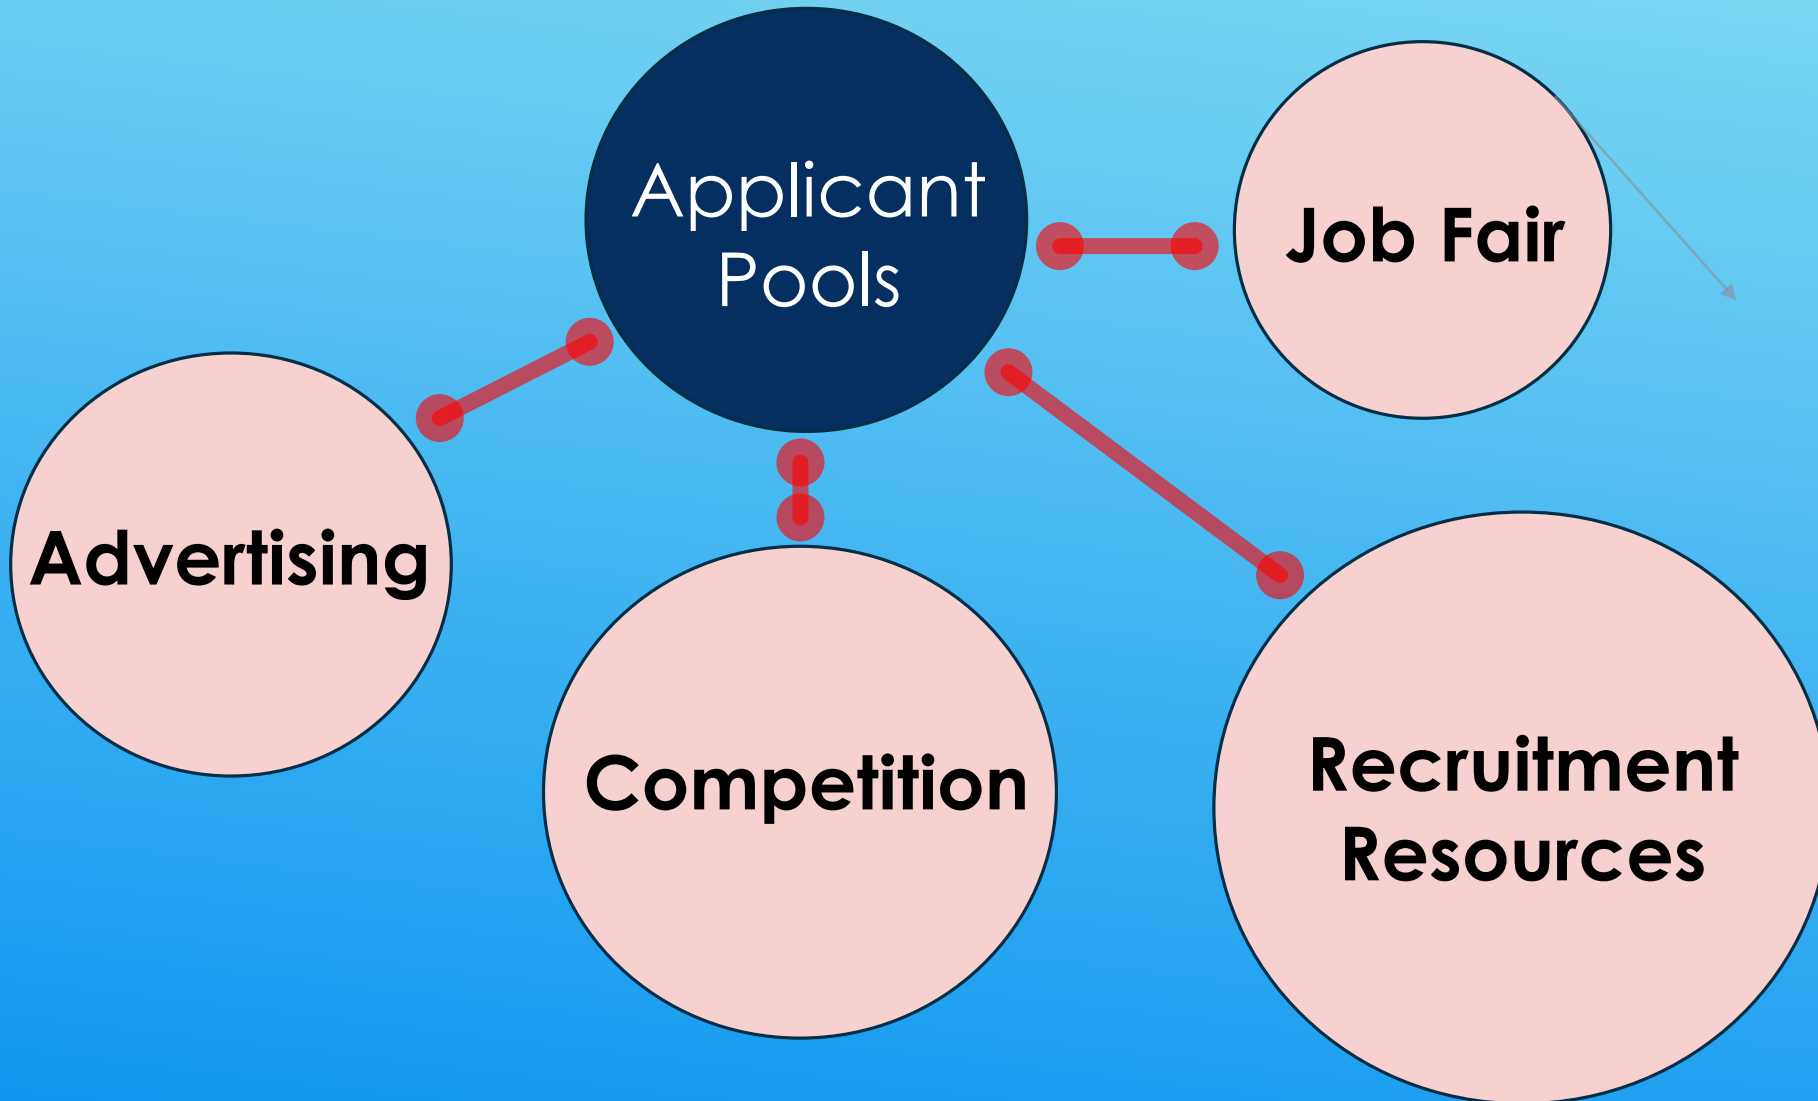 Applicant
Pools
Job Fair
Advertising
Competition
Recruitment
Resources